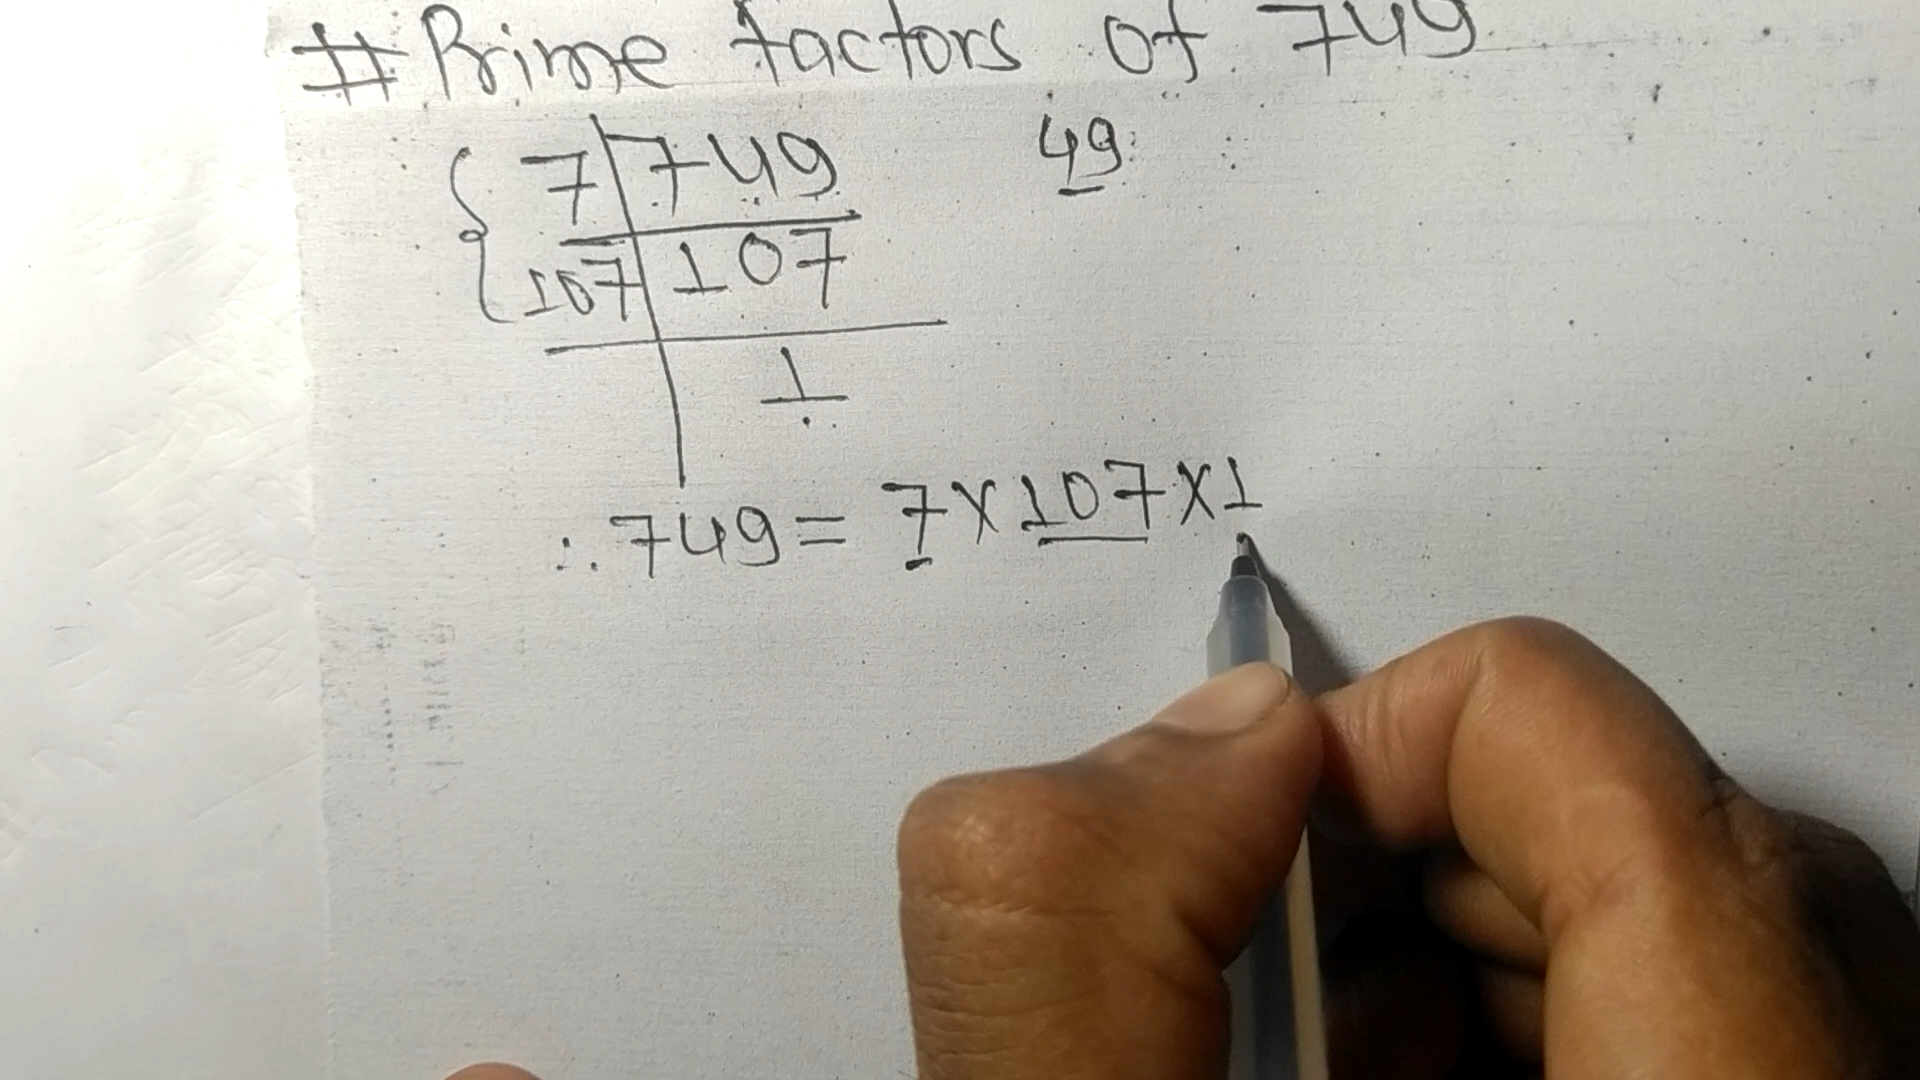 # Prime factors of 749
7 749 49
107 107
1
∴ 749 = 7 X 107 X 1